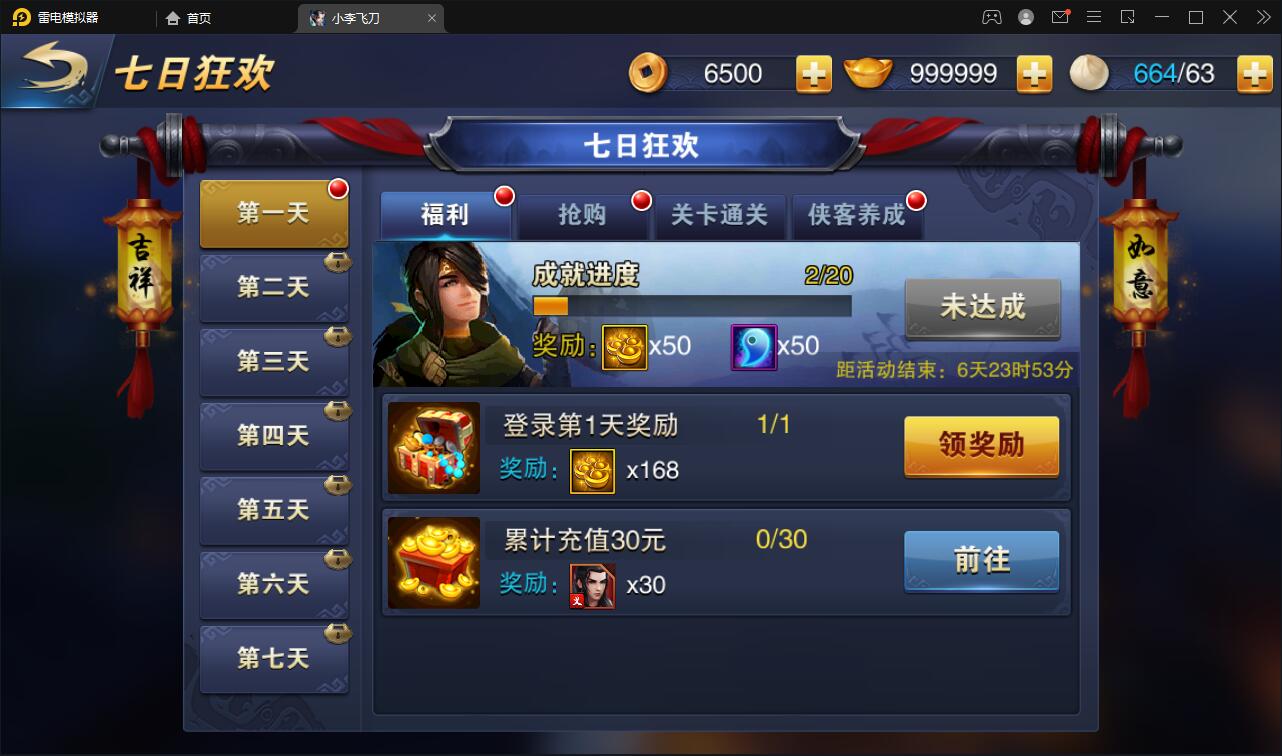 雷电模拟器 首页 小李飞刀
七日狂欢 6500 999999 664/63
七日狂欢
吉祥
如意
第一天
第二天
第三天
第四天
第五天
第六天
第七天
福利 抢购 关卡通关 侠客养成
成就进度 2/20
未达成
奖励: x50 x50
距活动结束：6天23时53分
登录第1天奖励 1/1
奖励: x168
领奖励
累计充值30元 0/30
奖励: x30
前往